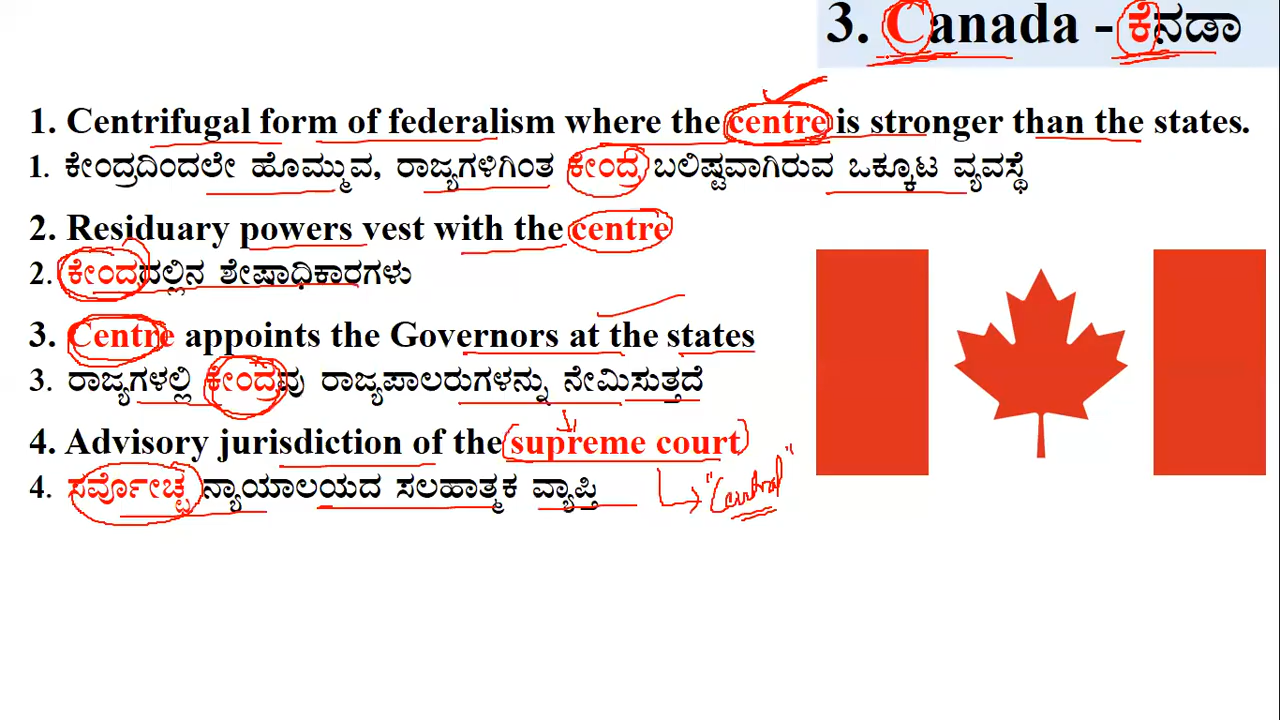 3. Canada - ಕೆನಡಾ
1. Centrifugal form of federalism where the centre is stronger than the states.
1. ಕೇಂದ್ರದಿಂದಲೇ ಹೊಮ್ಮುವ, ರಾಜ್ಯಗಳಿಗಿಂತ ಕೇಂದ್ರ ಬಲಿಷ್ಟವಾಗಿರುವ ಒಕ್ಕೂಟ ವ್ಯವಸ್ಥೆ
2. Residuary powers vest with the centre
2. ಕೇಂದ್ರದಲ್ಲಿನ ಶೇಷಾಧಿಕಾರಗಳು
3. Centre appoints the Governors at the states
3. ರಾಜ್ಯಗಳಲ್ಲಿ ಕೇಂದ್ರವು ರಾಜ್ಯಪಾಲರುಗಳನ್ನು ನೇಮಿಸುತ್ತದೆ
4. Advisory jurisdiction of the supreme court
4. ಸರ್ವೋಚ್ಚ ನ್ಯಾಯಾಲಯದ ಸಲಹಾತ್ಮಕ ವ್ಯಾಪ್ತಿ
"Central"